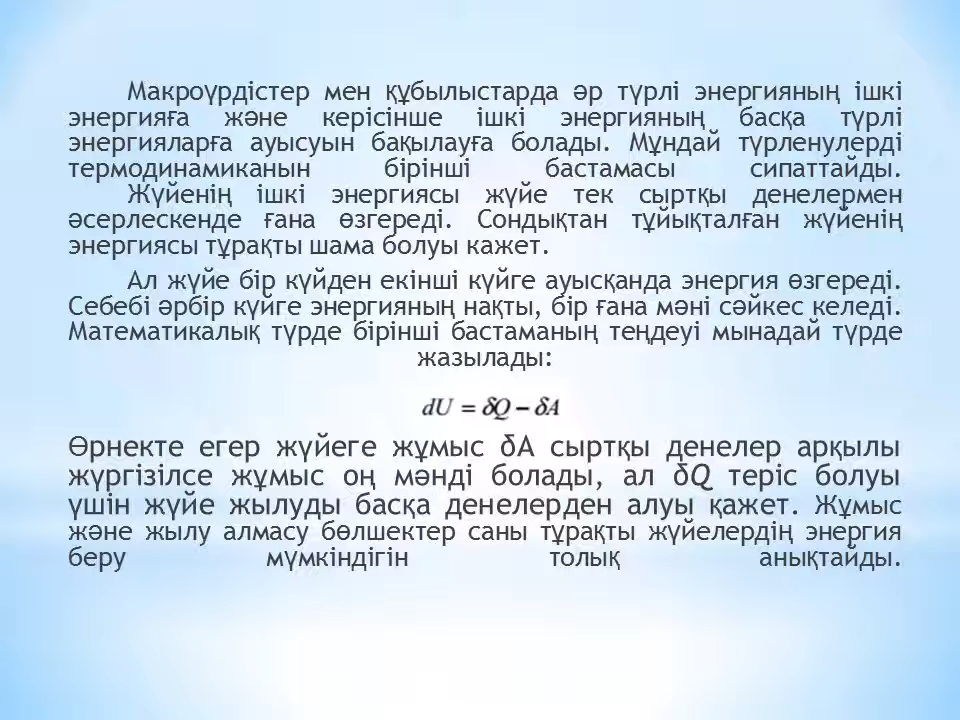 Макроүрдістер мен құбылыстарда әр түрлі энергияның ішкі
энергияға және керісінше ішкі энергияның басқа түрлі
энергияларға ауысуын бақылауға болады. Мұндай түрленулерді
термодинамиканын бірінші бастамасы сипаттайды.
Жүйенің ішкі энергиясы жүйе тек сыртқы денелермен
әсерлескенде ғана өзгереді. Сондықтан тұйықталған жүйенің
энергиясы тұрақты шама болуы кажет.
Ал жүйе бір күйден екінші күйге ауысқанда энергия өзгереді.
Себебі әрбір күйге энергияның нақты, бір ғана мәні сәйкес келеді.
Математикалық түрде бірінші бастаманың теңдеуі мынадай түрде
жазылады:
dU = δQ – δA
Өрнекте егер жүйеге жұмыс δA сыртқы денелер арқылы
жүргізілсе жұмыс оң мәнді болады, ал δQ теріс болуы
үшін жүйе жылуды басқа денелерден алуы қажет. Жұмыс
және жылу алмасу бөлшектер саны тұрақты жүйелердің энергия
беру мүмкіндігін толық анықтайды.